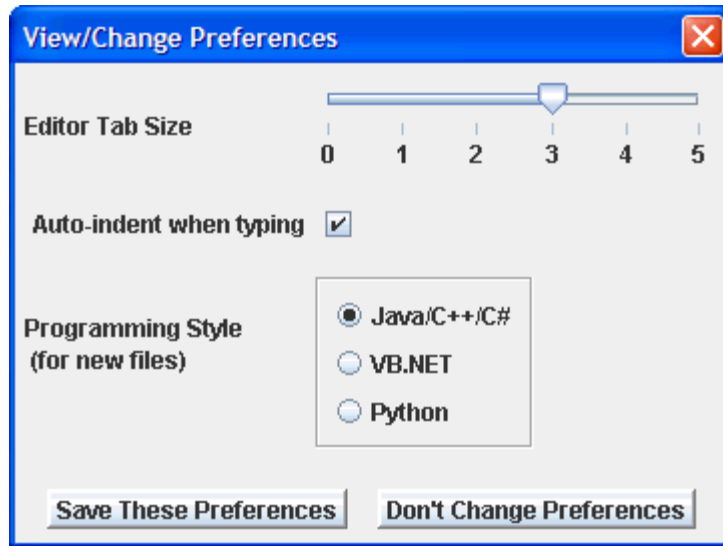 View/Change Preferences
Editor Tab Size
0 1 2 3 4 5
Auto-indent when typing
Programming Style
(for new files)
Java/C++/C#
VB.NET
Python
Save These Preferences
Don't Change Preferences